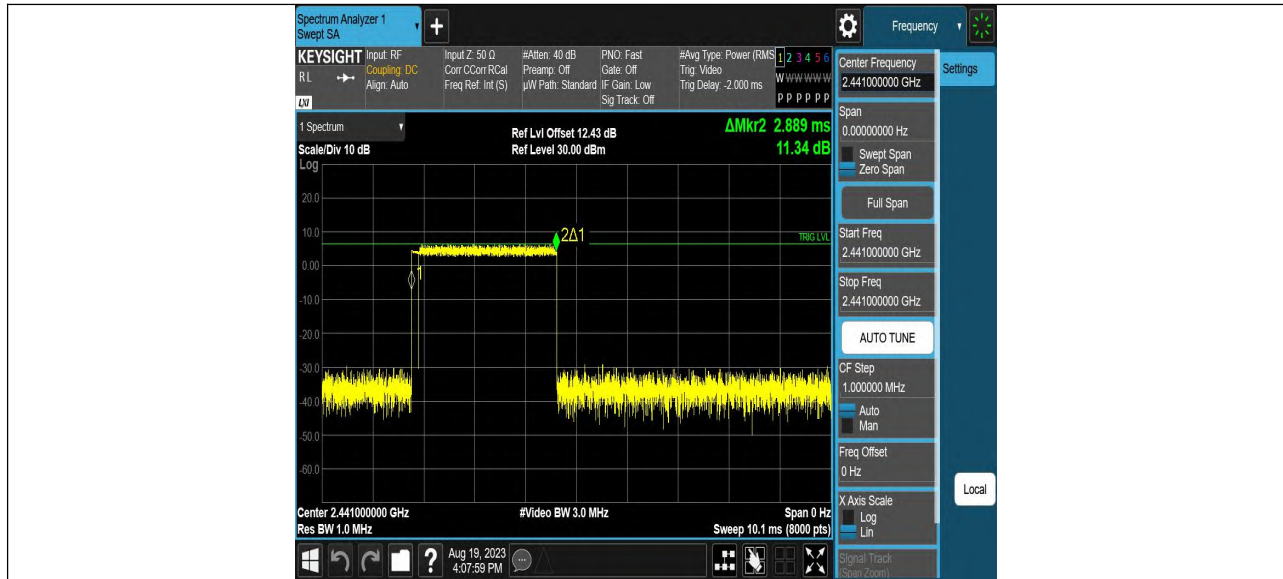 Spectrum Analyzer 1
Swept SA
+
Frequency
KEYSIGHT
R L
LXI
Input: RF
Coupling: DC
Align: Auto
Input Z: 50 Ω
Corr CCorr RCal
Freq Ref: Int (S)
#Atten: 40 dB
Preamp: Off
µW Path: Standard
PNO: Fast
Gate: Off
IF Gain: Low
Sig Track: Off
#Avg Type: Power (RMS
Trig: Video
Trig Delay: -2.000 ms
1 2 3 4 5 6
W W W W W W
P P P P P P
Center Frequency
2.441000000 GHz
Settings
1 Spectrum
Scale/Div 10 dB
Log
Ref Lvl Offset 12.43 dB
Ref Level 30.00 dBm
ΔMkr2 2.889 ms
11.34 dB
Span
0.00000000 Hz
Swept Span
Zero Span
Full Span
Start Freq
2.441000000 GHz
Stop Freq
2.441000000 GHz
AUTO TUNE
CF Step
1.000000 MHz
Auto
Man
Freq Offset
0 Hz
X Axis Scale
Log
Lin
Signal Track
(Span Zoom)
Local
20.0
10.0
0.00
-10.0
-20.0
-30.0
-40.0
-50.0
-60.0
2Δ1
1
TRIG LVL
Center 2.441000000 GHz
Res BW 1.0 MHz
#Video BW 3.0 MHz
Span 0 Hz
Sweep 10.1 ms (8000 pts)
?
Aug 19, 2023
4:07:59 PM